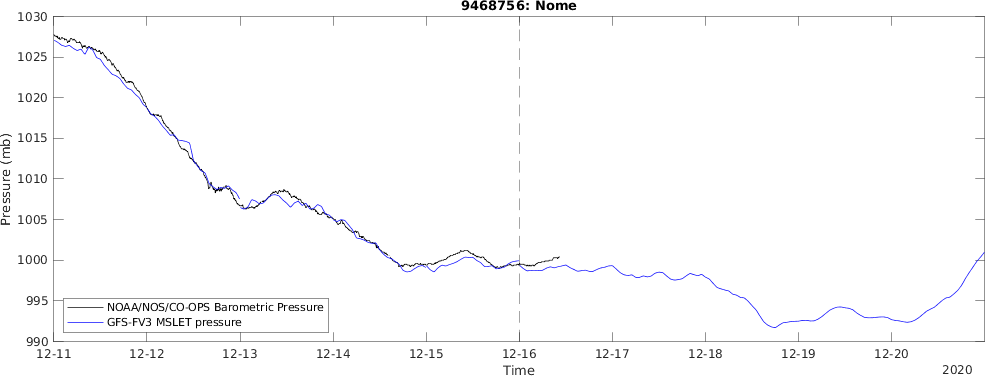 9468756: Nome
1030
1025
1020
1015
1010
1005
1000
995
990
Pressure (mb)
NOAA/NOS/CO-OPS Barometric Pressure
GFS-FV3 MSLET pressure
12-11 12-12 12-13 12-14 12-15 12-16 12-17 12-18 12-19 12-20
Time
2020